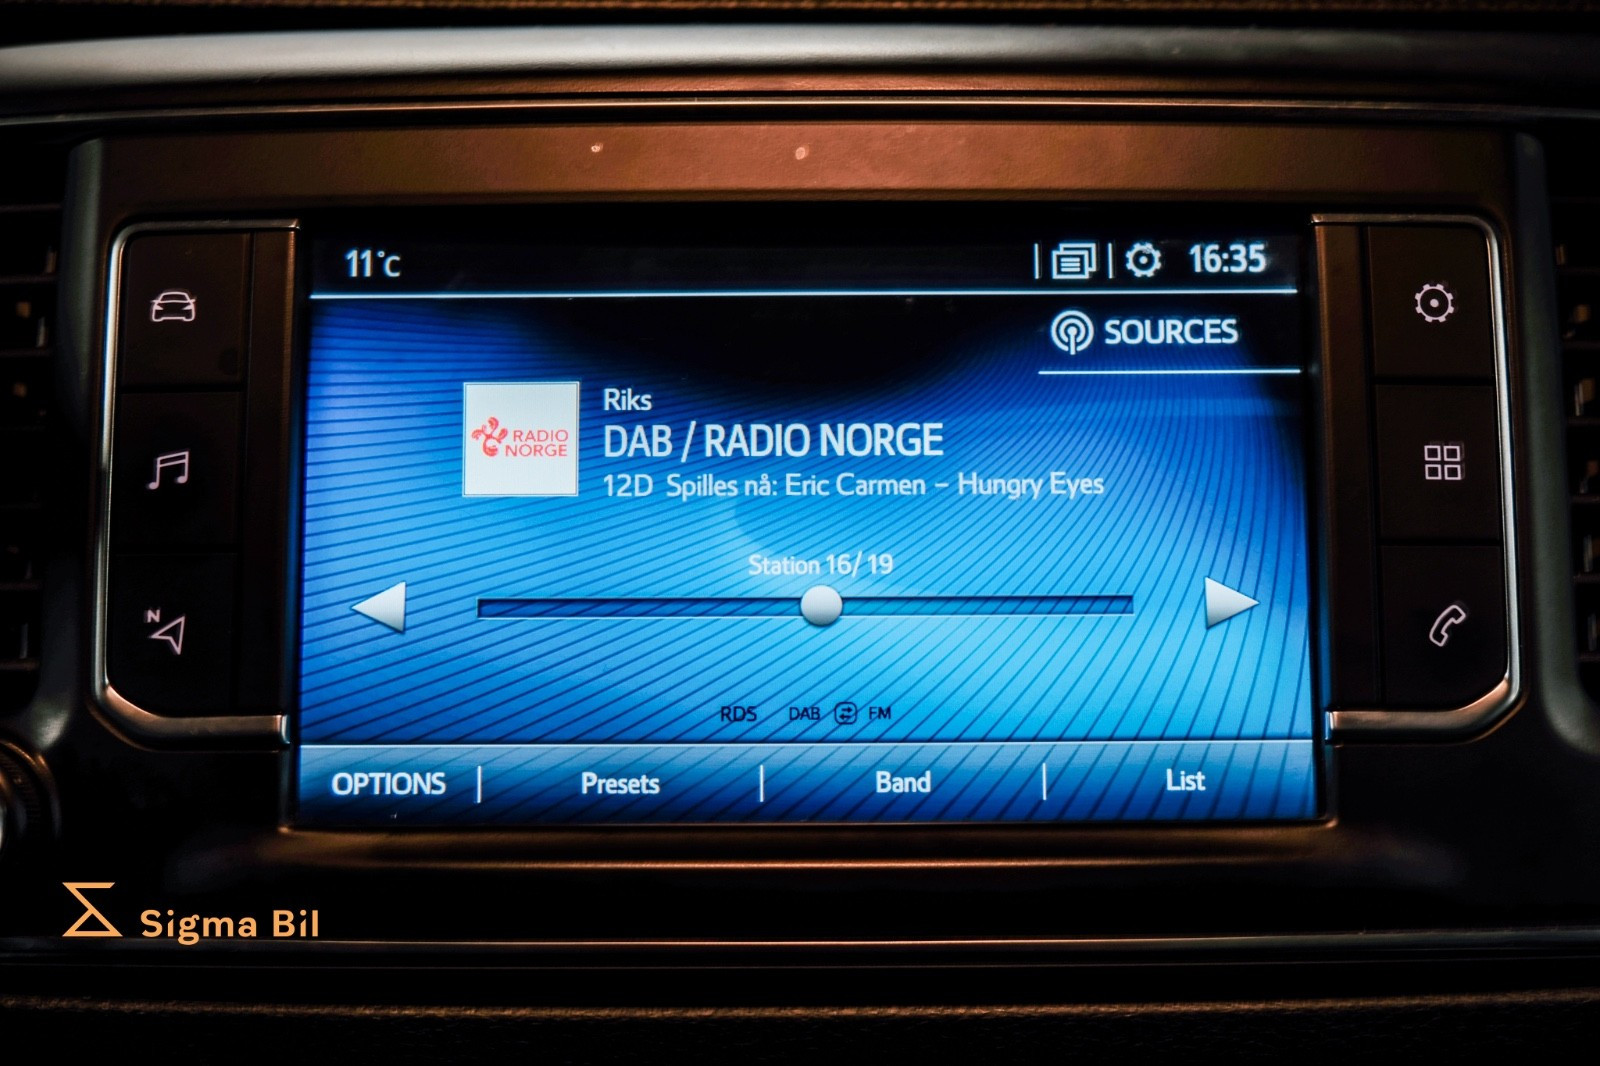 11°C
16:35
SOURCES
RADIO
NORGE
Riks
DAB / RADIO NORGE
12D Spilles nå: Eric Carmen – Hungry Eyes
Station 16/ 19
RDS DAB FM
OPTIONS Presets Band List
N
Sigma Bil